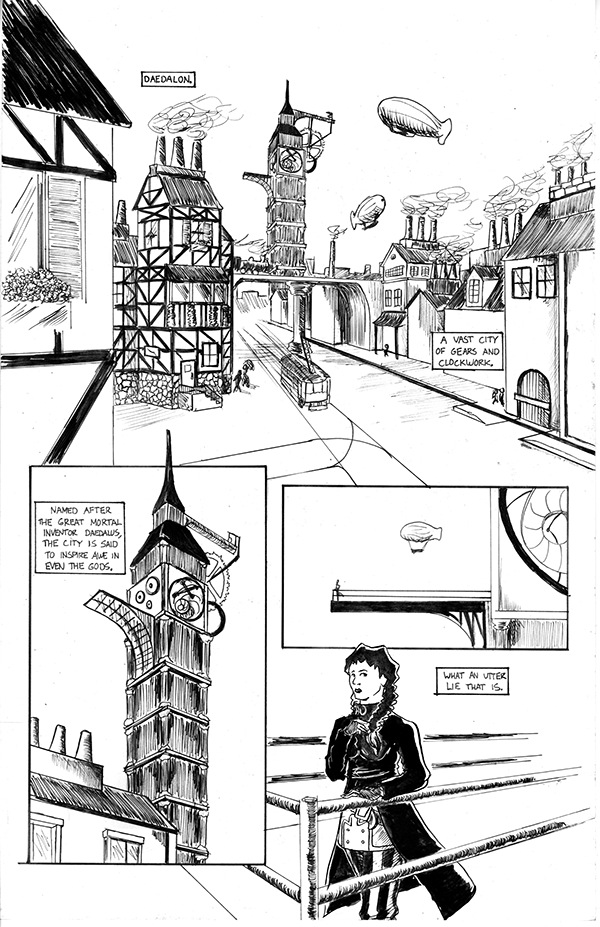 DAEDALON.
A VAST CITY
OF GEARS AND
CLOCKWORK.
NAMED AFTER
THE GREAT MORTAL
INVENTOR DAEDALUS,
THE CITY IS SAID
TO INSPIRE AWE IN
EVEN THE GODS.
WHAT AN UTTER
LIE THAT IS.